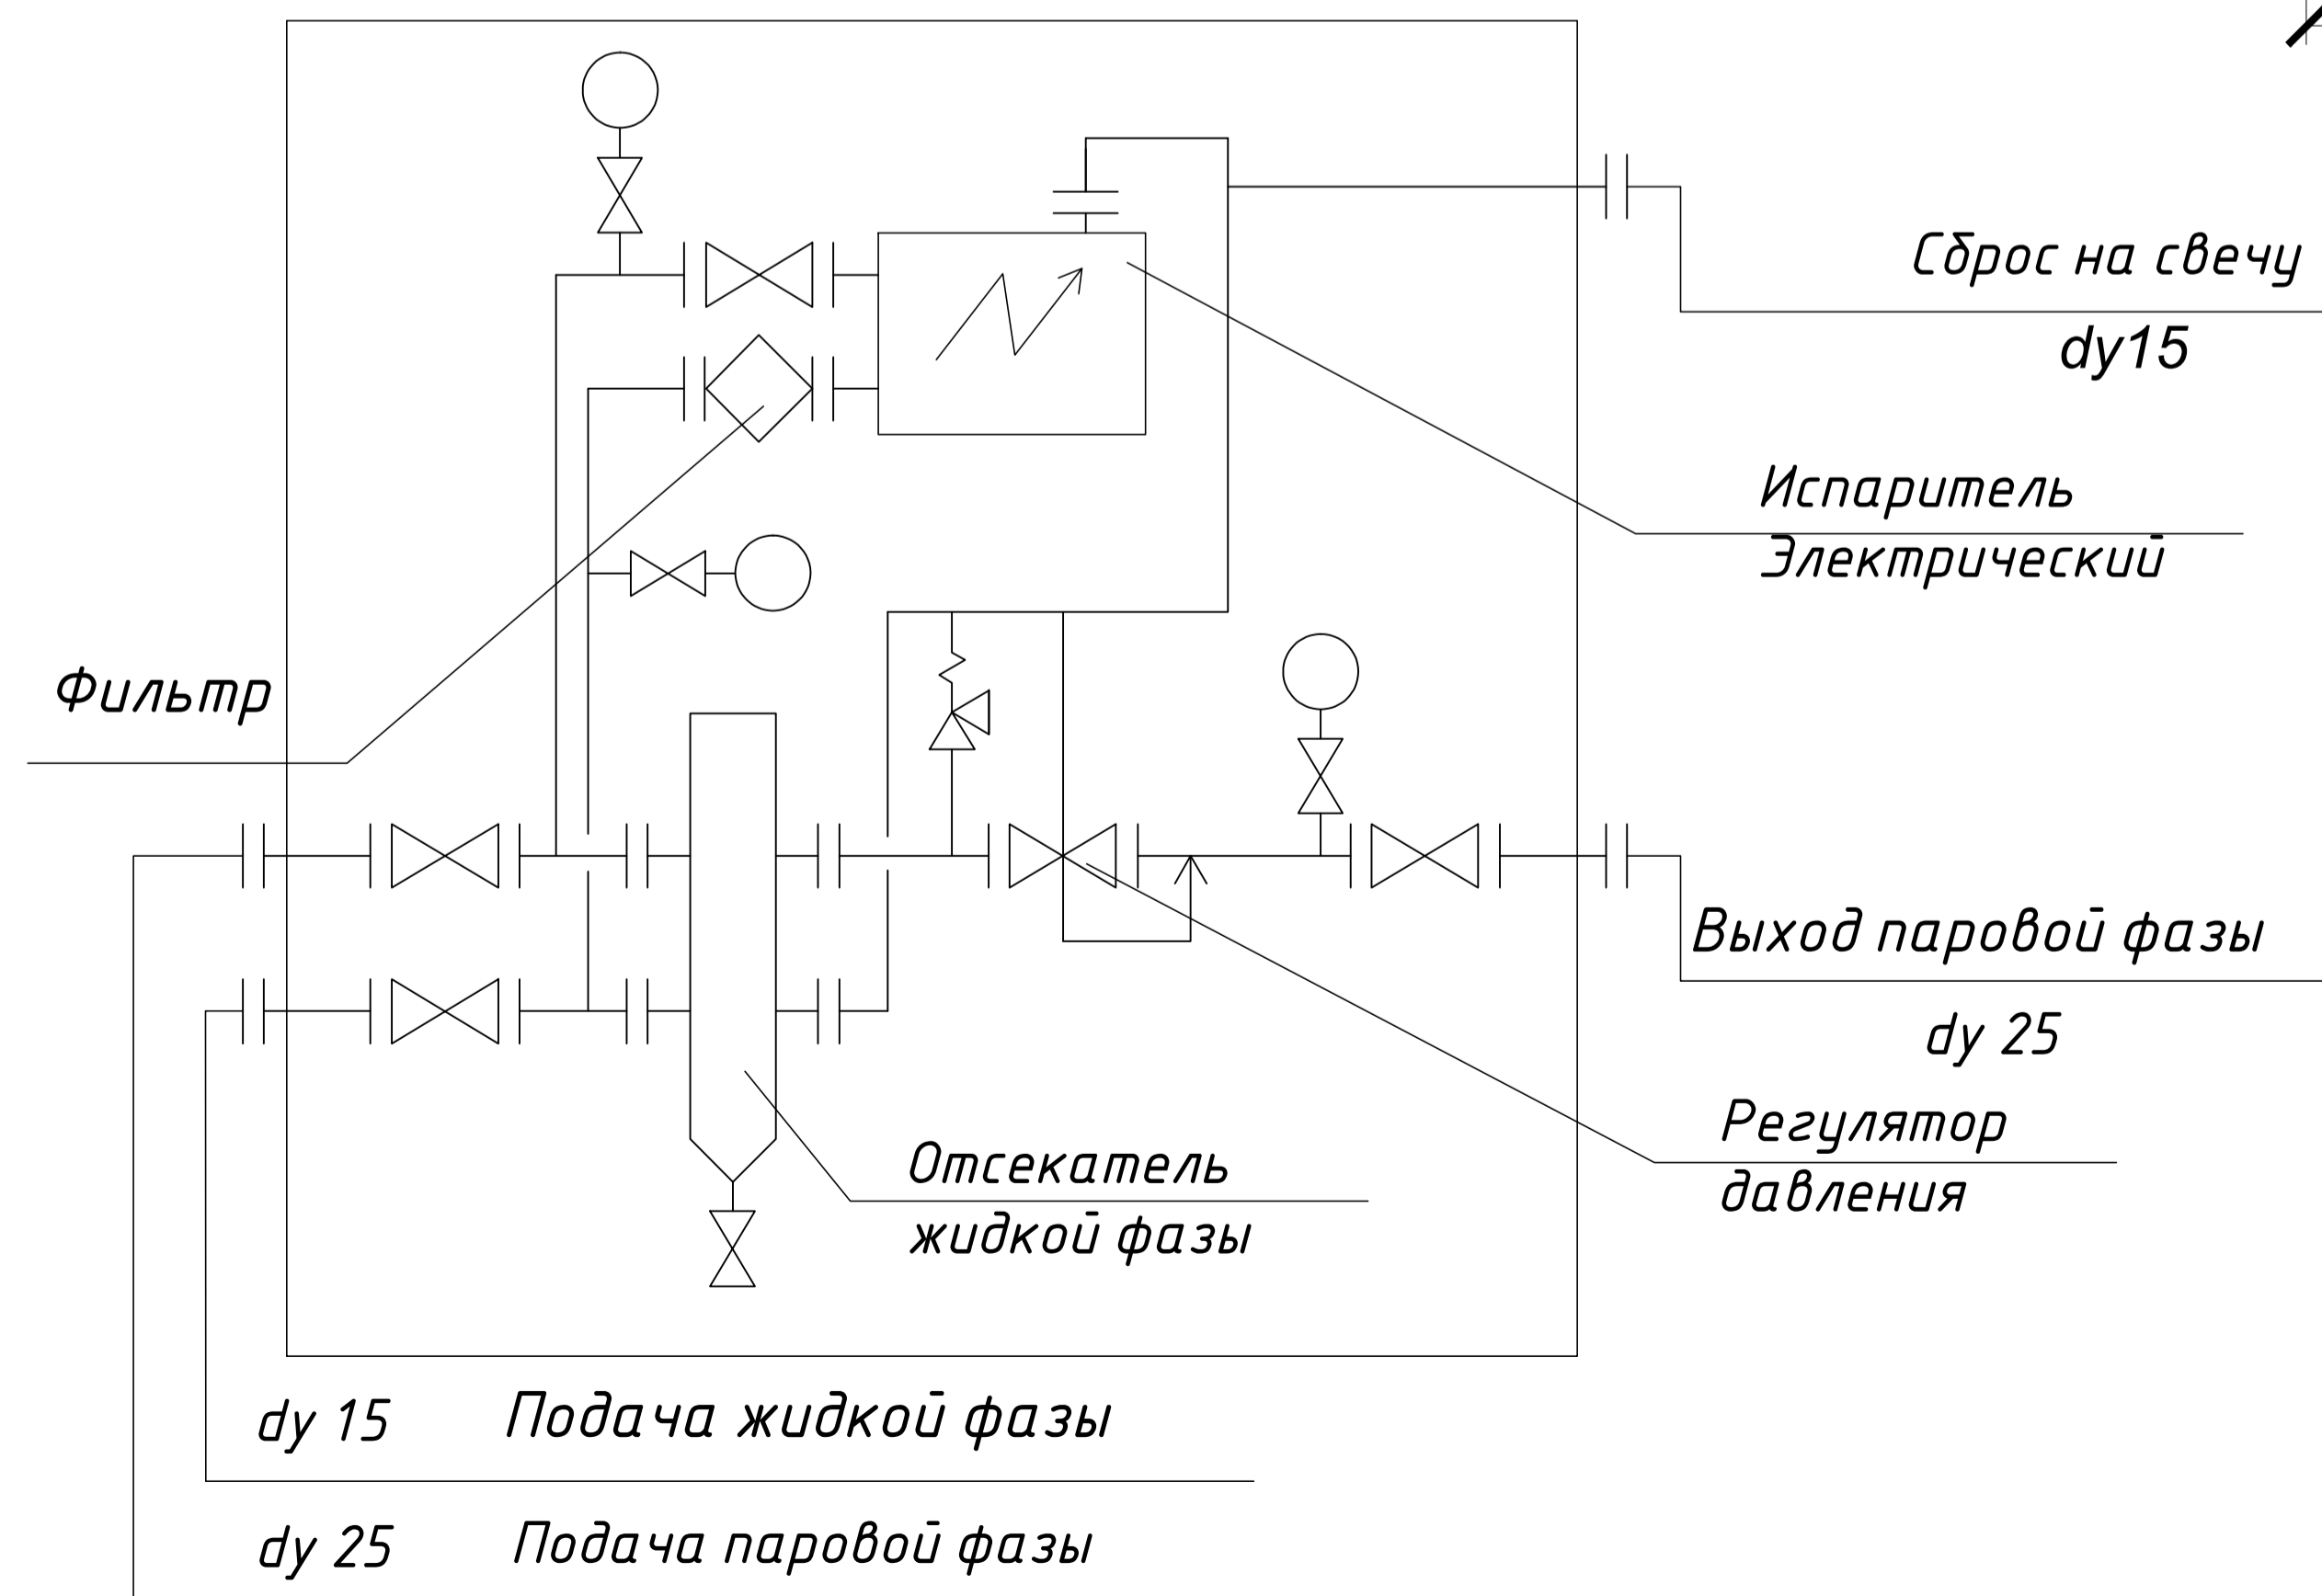 Сброс на свечу
dy15
Испаритель
Электрический
Фильтр
Выход паровой фазы
dy 25
Регулятор
давления
Отсекатель
жидкой фазы
dy 15 Подача жидкой фазы
dy 25 Подача паровой фазы